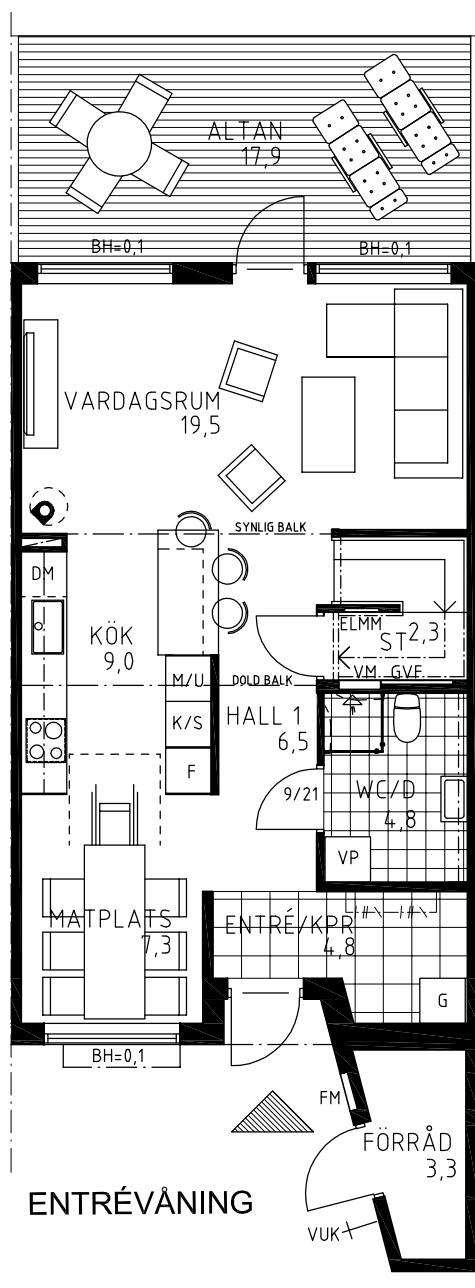 ALTAN
17,9
BH=0,1
BH=0,1
VARDAGSRUM
19,5
SYNLIG BALK
DM
KÖK
9,0
ELMM
ST 2,3
VM GVF
M/U
DOLD BALK
K/S
HALL 1
6,5
F
9/21
WC/D
4,8
VP
MATPLATS
7,3
ENTRÉ/KPR
4,8
G
BH=0,1
FM
FÖRRÅD
3,3
ENTRÉVÅNING
VUK